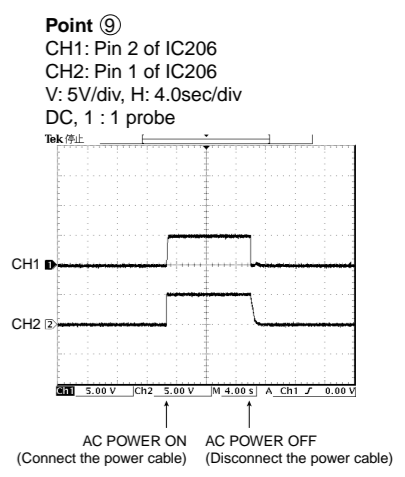 Point ⑨
CH1: Pin 2 of IC206
CH2: Pin 1 of IC206
V: 5V/div, H: 4.0sec/div
DC, 1 : 1 probe
Tek 停止
CH1 1
CH2 2
Ch1 5.00 V Ch2 5.00 V M 4.00 s A Ch1 ʃ 0.00 V
AC POWER ON AC POWER OFF
(Connect the power cable) (Disconnect the power cable)